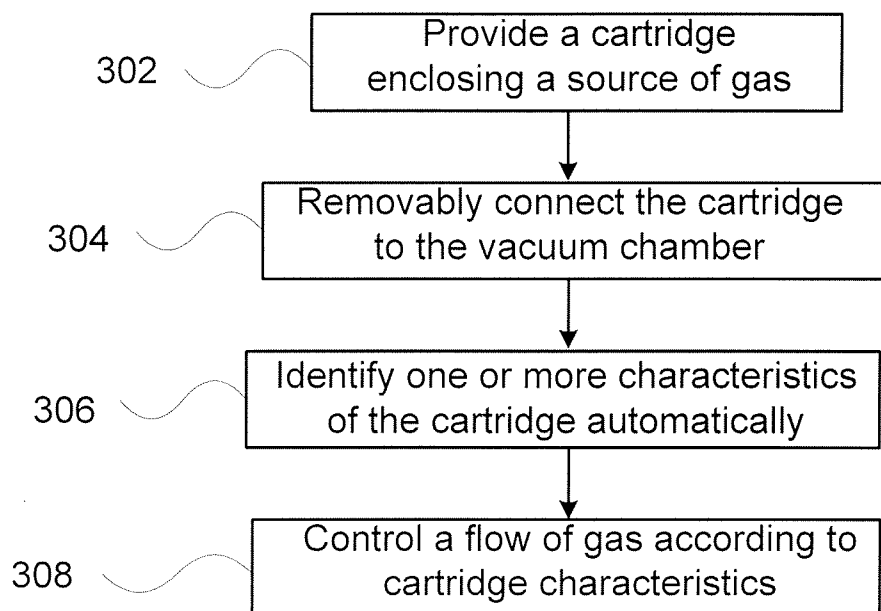 302
Provide a cartridge
enclosing a source of gas
304
Removably connect the cartridge
to the vacuum chamber
306
Identify one or more characteristics
of the cartridge automatically
308
Control a flow of gas according to
cartridge characteristics